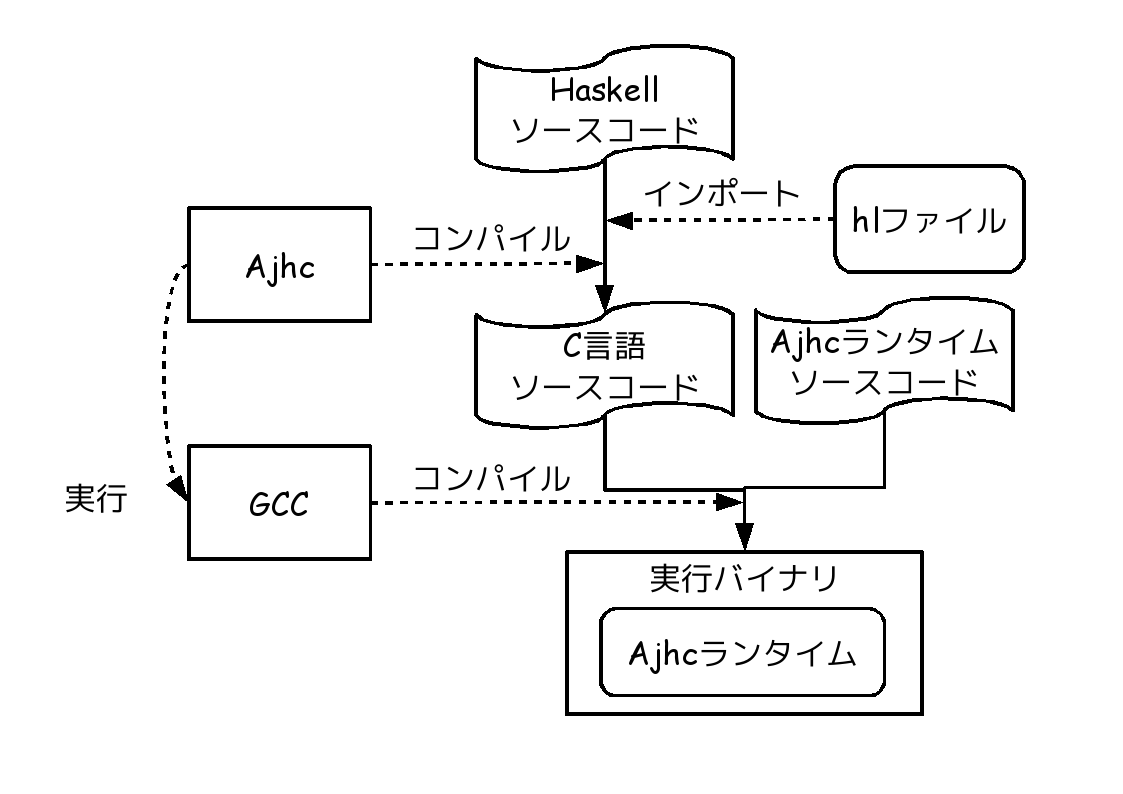 Haskell
ソースコード
インポート
hlファイル
コンパイル
Ajhc
C言語
ソースコード
Ajhcランタイム
ソースコード
コンパイル
実行
GCC
実行バイナリ
Ajhcランタイム